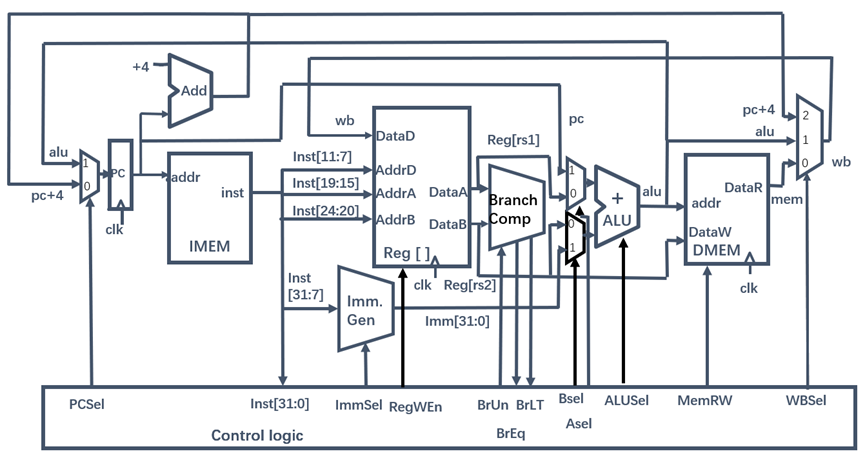 +4
Add
pc
pc+4
2
wb
alu
1
alu
1
0
pc+4
PC
clk
addr
inst
IMEM
Inst[11:7]
Inst[19:15]
Inst[24:20]
DataD
AddrD
AddrA
AddrB
DataA
DataB
Reg [ ]
clk
Reg[rs1]
Branch
Comp
Reg[rs2]
1
0
0
1
+
ALU
alu
addr
DataR
DataW
DMEM
clk
mem
0
wb
Inst
[31:7]
Imm.
Gen
Imm[31:0]
PCSel
Inst[31:0]
ImmSel
RegWEn
BrUn
BrLT
BrEq
Bsel
Asel
ALUSel
MemRW
WBSel
Control logic